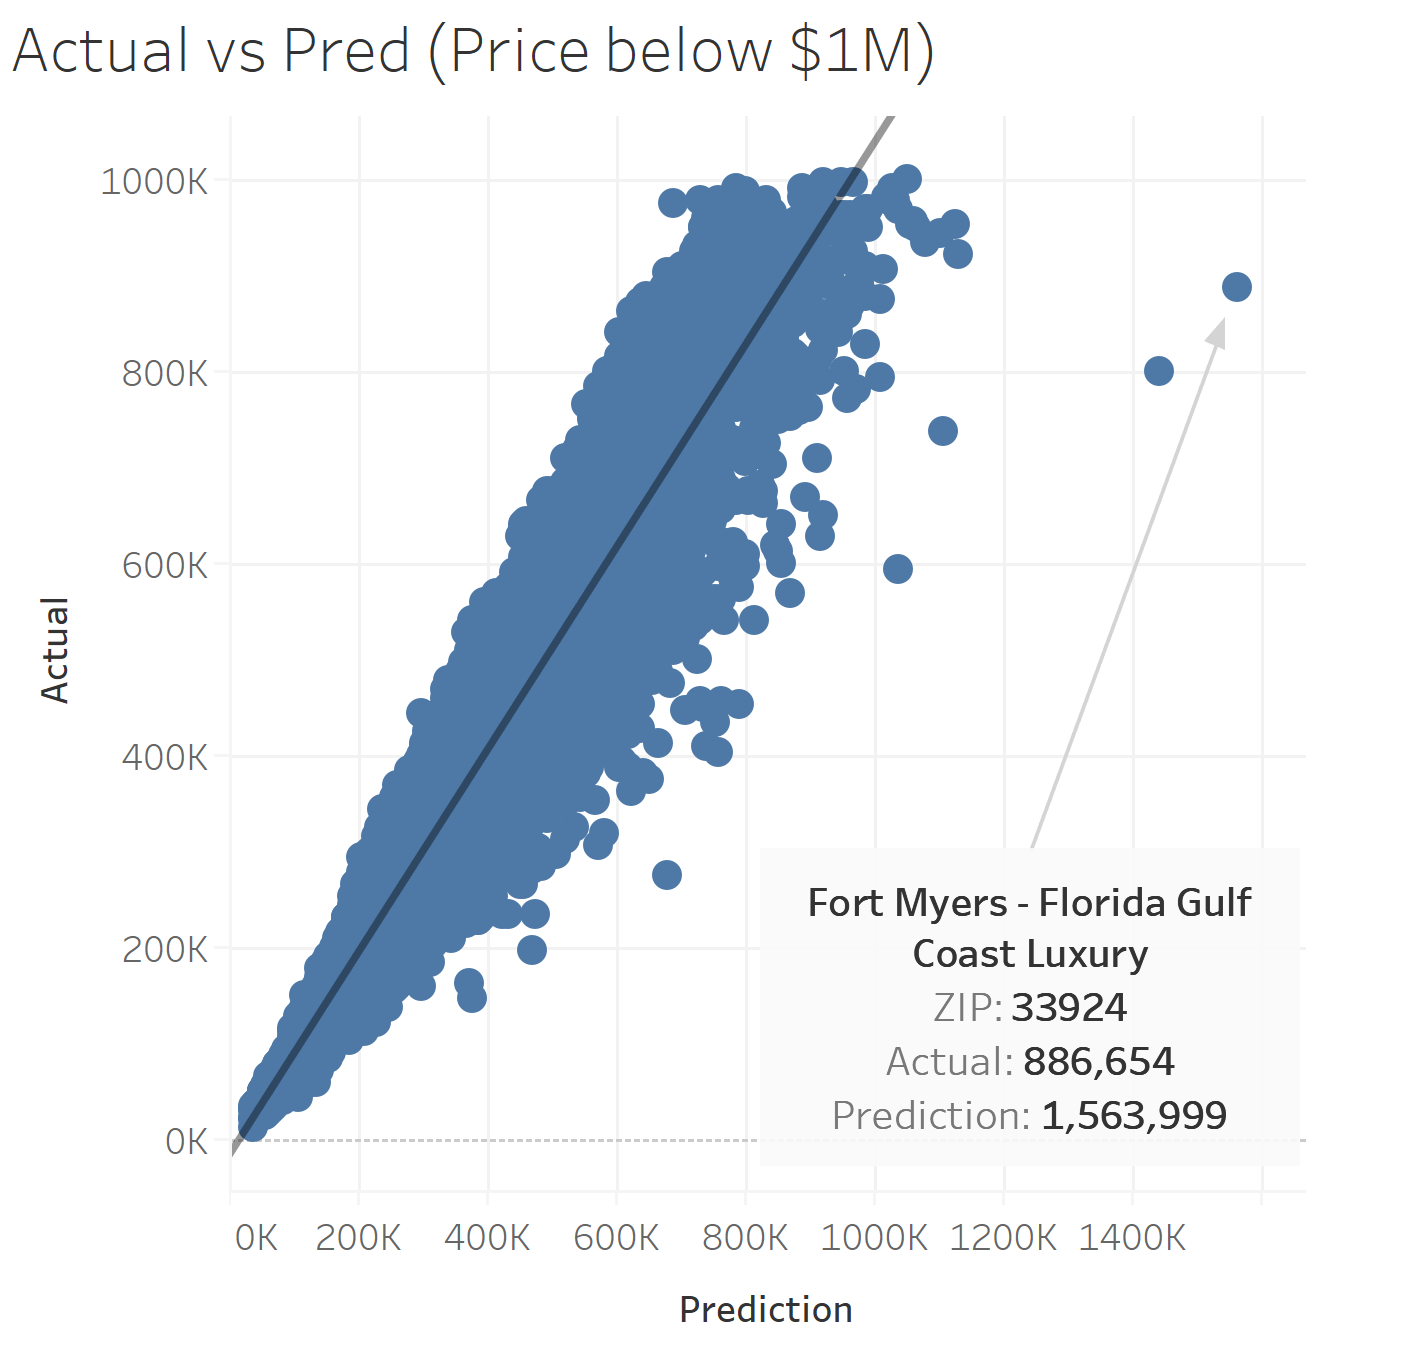 Actual vs Pred (Price below $1M)
1000K
800K
600K
400K
200K
0K
Actual
Fort Myers - Florida Gulf
Coast Luxury
ZIP: 33924
Actual: 886,654
Prediction: 1,563,999
0K 200K 400K 600K 800K 1000K 1200K 1400K
Prediction